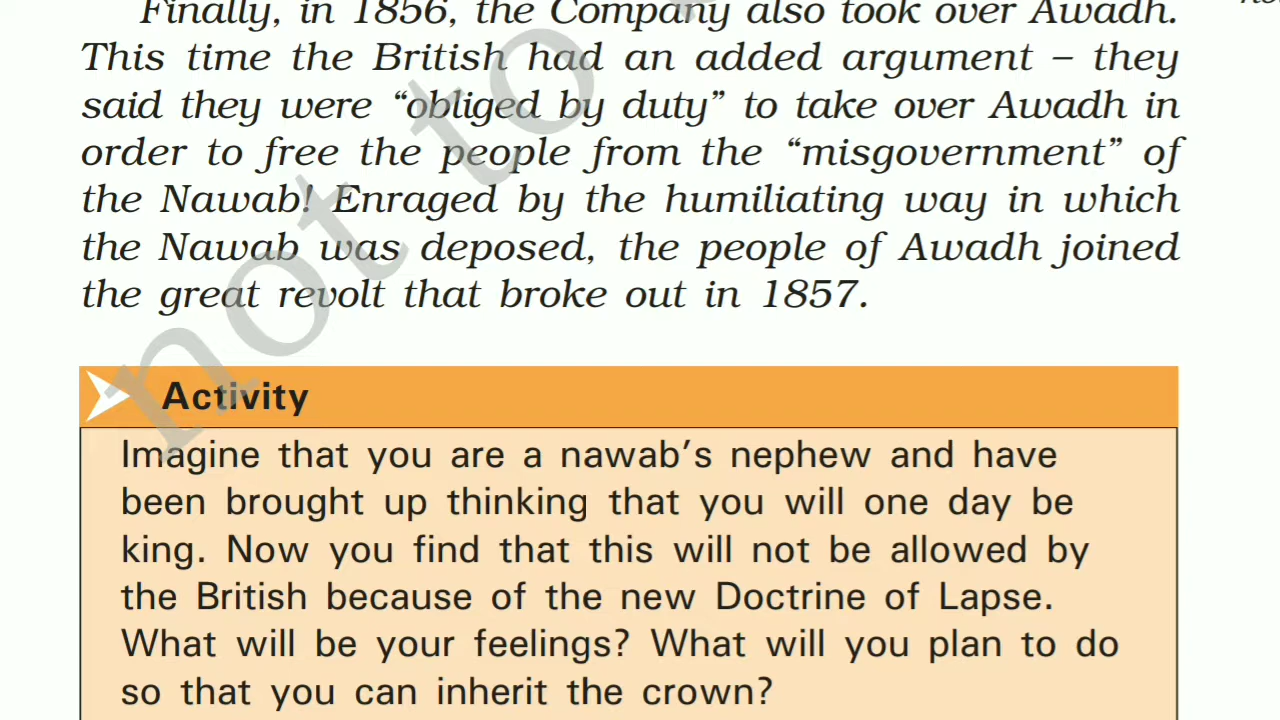 Finally, in 1856, the Company also took over Awadh.
This time the British had an added argument – they
said they were “obliged by duty” to take over Awadh in
order to free the people from the “misgovernment” of
the Nawab! Enraged by the humiliating way in which
the Nawab was deposed, the people of Awadh joined
the great revolt that broke out in 1857.
not to
Activity
Imagine that you are a nawab’s nephew and have
been brought up thinking that you will one day be
king. Now you find that this will not be allowed by
the British because of the new Doctrine of Lapse.
What will be your feelings? What will you plan to do
so that you can inherit the crown?